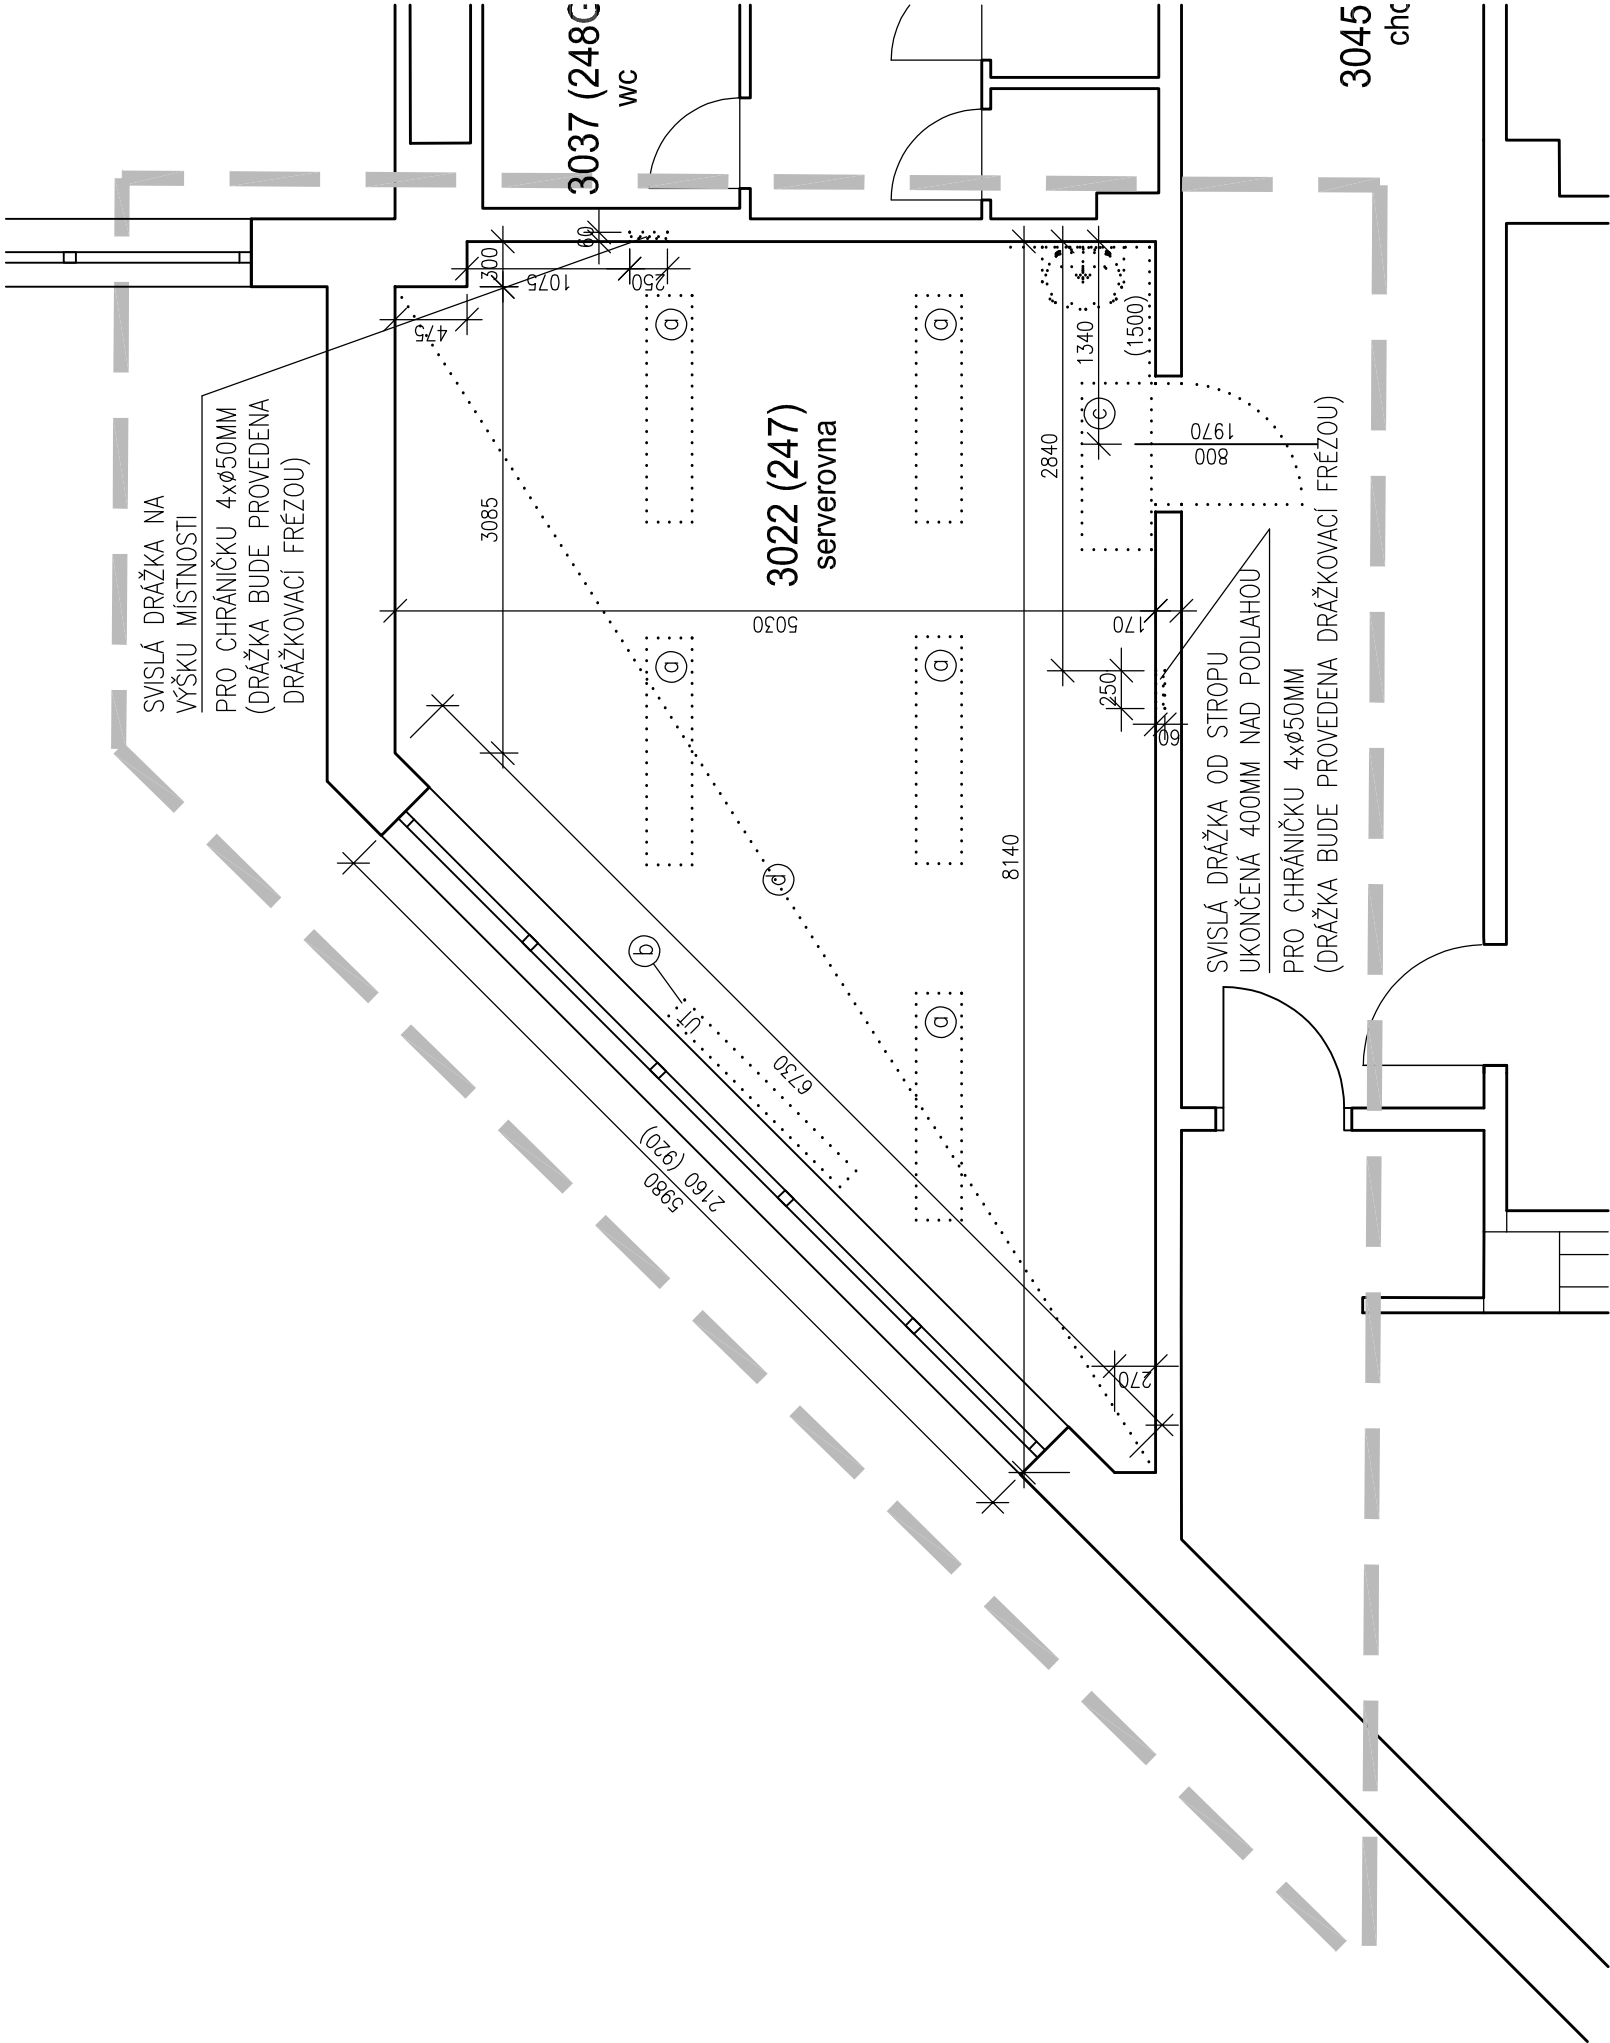 3037 (248G
wc
3045
cho
SVISLÁ DRÁŽKA NA
VÝŠKU MÍSTNOSTI
PRO CHRÁNIČKU 4xø50MM
(DRÁŽKA BUDE PROVEDENA
DRÁŽKOVACÍ FRÉZOU)
60
300
1075
250
475
3085
a
a
3022 (247)
serverovna
1340
(1500)
c
2840
1970
800
5030
170
a
a
250
60
SVISLÁ DRÁŽKA OD STROPU
UKONČENÁ 400MM NAD PODLAHOU
PRO CHRÁNIČKU 4xø50MM
(DRÁŽKA BUDE PROVEDENA DRÁŽKOVACÍ FRÉZOU)
8140
d
b
ÚT
a
6730
5980
2160 (920)
270